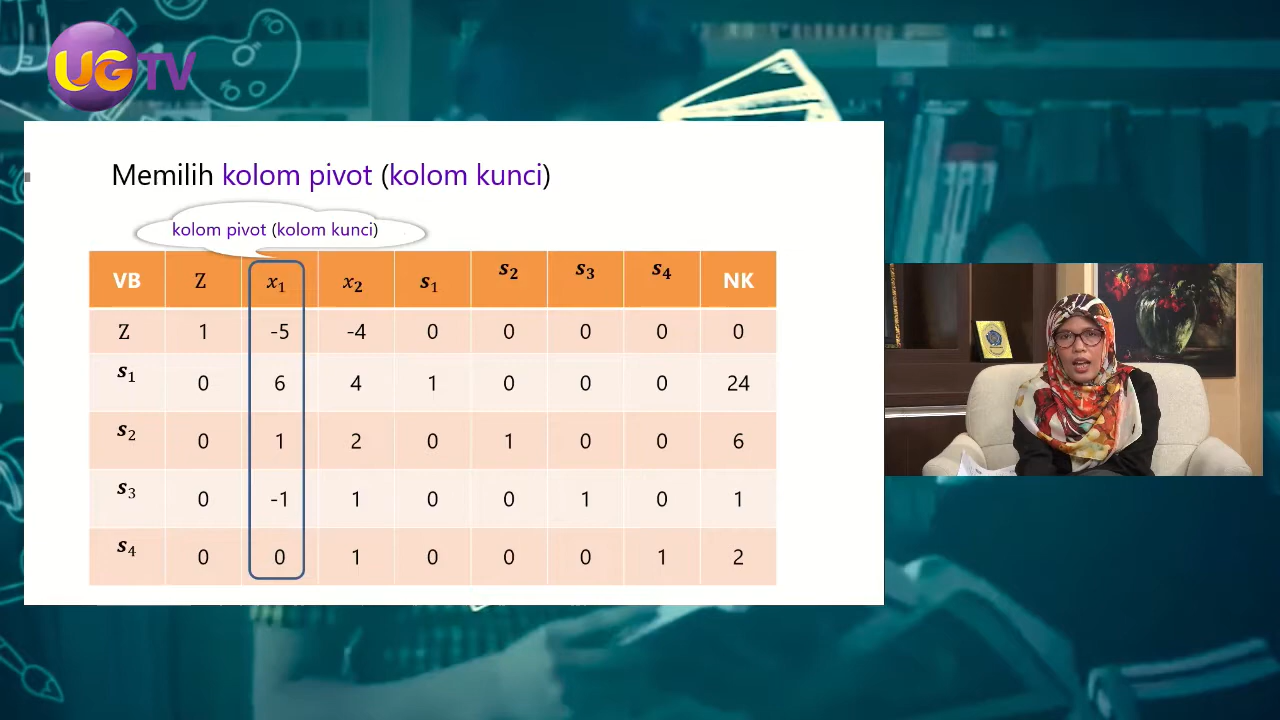 UGTV
Memilih kolom pivot (kolom kunci)
kolom pivot (kolom kunci)
VB Z x₁ x₂ s₁ s₂ s₃ s₄ NK
Z 1 -5 -4 0 0 0 0 0
s₁ 0 6 4 1 0 0 0 24
s₂ 0 1 2 0 1 0 0 6
s₃ 0 -1 1 0 0 1 0 1
s₄ 0 0 1 0 0 0 1 2